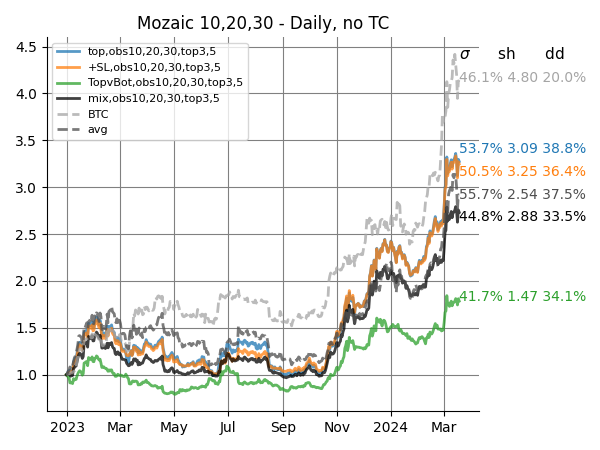 Mozaic 10,20,30 - Daily, no TC
σ sh dd
top,obs10,20,30,top3,5
+SL,obs10,20,30,top3,5
TopvBot,obs10,20,30,top3,5
mix,obs10,20,30,top3,5
BTC
avg
46.1% 4.80 20.0%
53.7% 3.09 38.8%
50.5% 3.25 36.4%
55.7% 2.54 37.5%
44.8% 2.88 33.5%
41.7% 1.47 34.1%
4.5
4.0
3.5
3.0
2.5
2.0
1.5
1.0
2023 Mar May Jul Sep Nov 2024 Mar